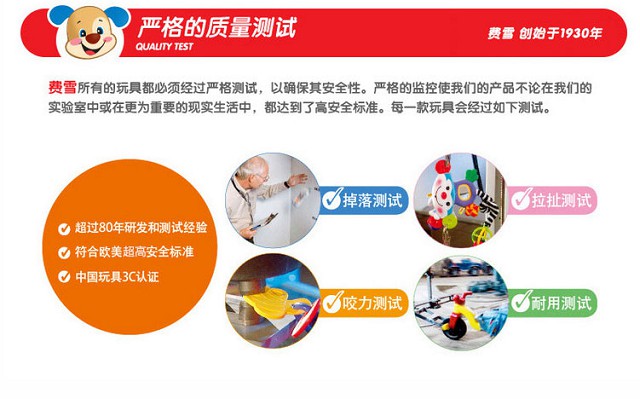 严格的质量测试
QUALITY TEST
费雪 创始于1930年
费雪所有的玩具都必须经过严格测试，以确保其安全性。严格的监控使我们的产品不论在我们的
实验室中或在更为重要的现实生活中，都达到了高安全标准。每一款玩具会经过如下测试。
超过80年研发和测试经验
符合欧美超高安全标准
中国玩具3C认证
掉落测试
拉扯测试
咬力测试
耐用测试